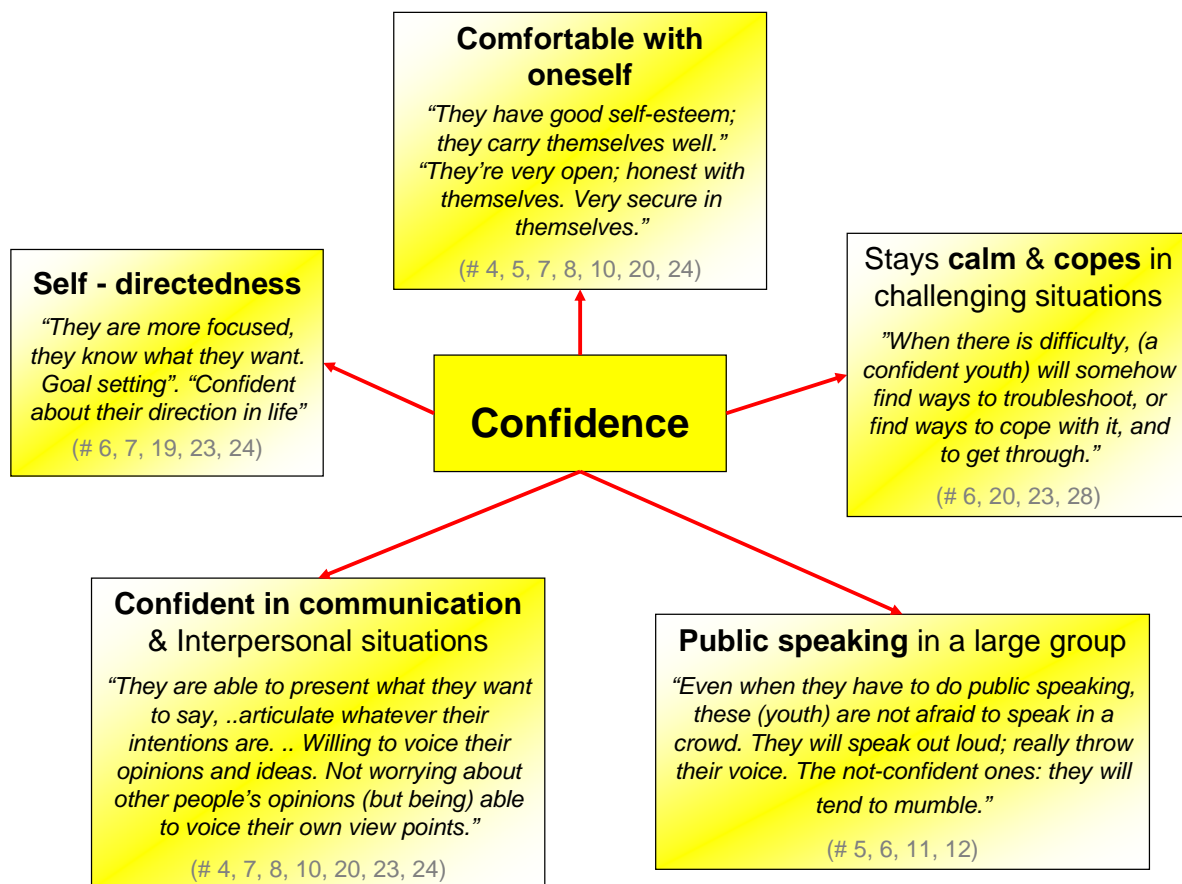 Comfortable with
oneself
“They have good self-esteem;
they carry themselves well.”
“They’re very open; honest with
themselves. Very secure in
themselves.”
(# 4, 5, 7, 8, 10, 20, 24)
Self - directedness
“They are more focused,
they know what they want.
Goal setting”. “Confident
about their direction in life”
(# 6, 7, 19, 23, 24)
Stays calm & copes in
challenging situations
”When there is difficulty, (a
confident youth) will somehow
find ways to troubleshoot, or
find ways to cope with it, and
to get through.”
(# 6, 20, 23, 28)
Confidence
Confident in communication
& Interpersonal situations
“They are able to present what they want
to say, ..articulate whatever their
intentions are. .. Willing to voice their
opinions and ideas. Not worrying about
other people’s opinions (but being) able
to voice their own view points.”
(# 4, 7, 8, 10, 20, 23, 24)
Public speaking in a large group
“Even when they have to do public speaking,
these (youth) are not afraid to speak in a
crowd. They will speak out loud; really throw
their voice. The not-confident ones: they will
tend to mumble.”
(# 5, 6, 11, 12)